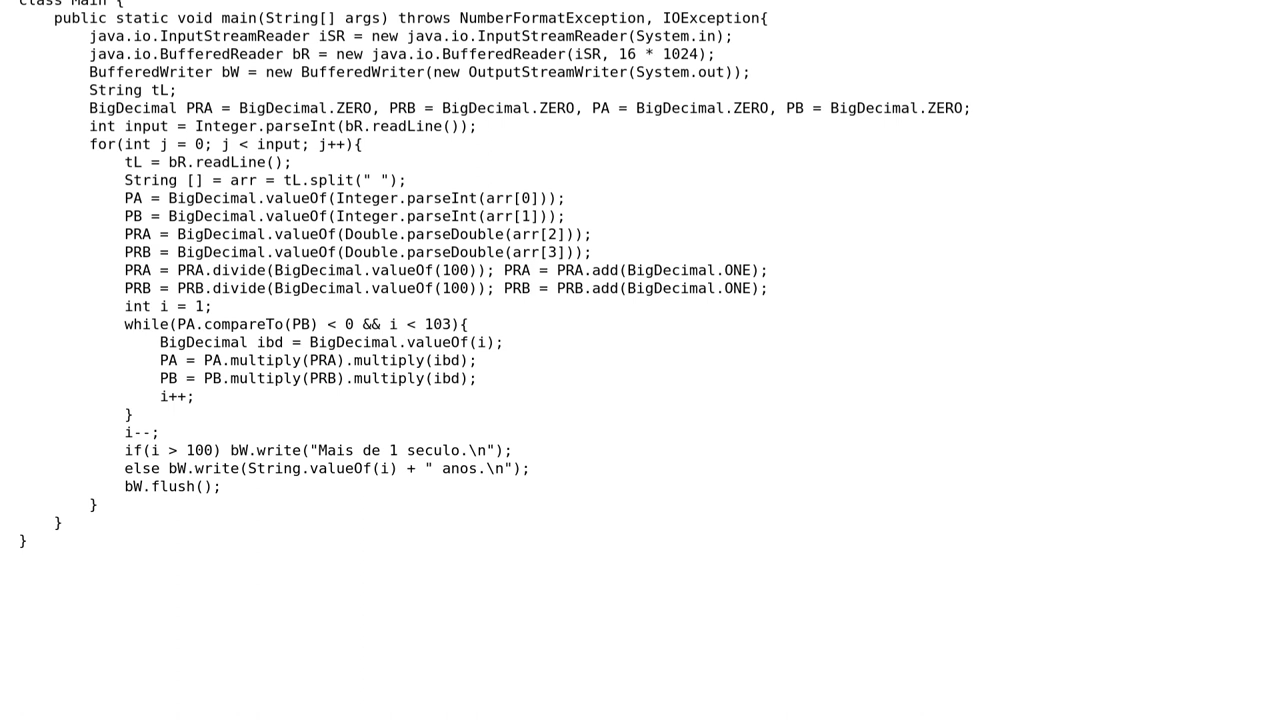 class Main {
    public static void main(String[] args) throws NumberFormatException, IOException{
        java.io.InputStreamReader iSR = new java.io.InputStreamReader(System.in);
        java.io.BufferedReader bR = new java.io.BufferedReader(iSR, 16 * 1024);
        BufferedWriter bW = new BufferedWriter(new OutputStreamWriter(System.out));
        String tL;
        BigDecimal PRA = BigDecimal.ZERO, PRB = BigDecimal.ZERO, PA = BigDecimal.ZERO, PB = BigDecimal.ZERO;
        int input = Integer.parseInt(bR.readLine());
        for(int j = 0; j < input; j++){
            tL = bR.readLine();
            String [] = arr = tL.split(" ");
            PA = BigDecimal.valueOf(Integer.parseInt(arr[0]));
            PB = BigDecimal.valueOf(Integer.parseInt(arr[1]));
            PRA = BigDecimal.valueOf(Double.parseDouble(arr[2]));
            PRB = BigDecimal.valueOf(Double.parseDouble(arr[3]));
            PRA = PRA.divide(BigDecimal.valueOf(100)); PRA = PRA.add(BigDecimal.ONE);
            PRB = PRB.divide(BigDecimal.valueOf(100)); PRB = PRB.add(BigDecimal.ONE);
            int i = 1;
            while(PA.compareTo(PB) < 0 && i < 103){
                BigDecimal ibd = BigDecimal.valueOf(i);
                PA = PA.multiply(PRA).multiply(ibd);
                PB = PB.multiply(PRB).multiply(ibd);
                i++;
            }
            i--;
            if(i > 100) bW.write("Mais de 1 seculo.\n");
            else bW.write(String.valueOf(i) + " anos.\n");
            bW.flush();
        }
    }
}